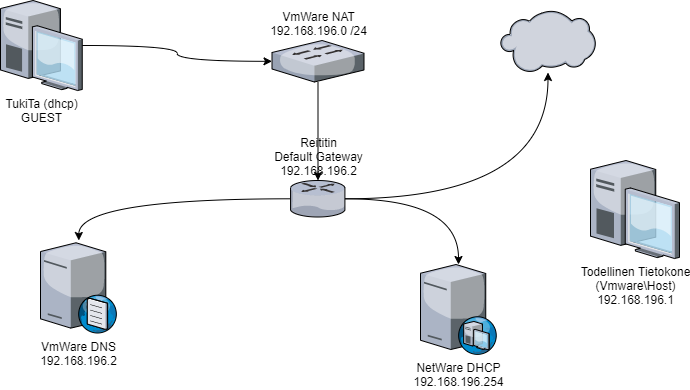 VmWare NAT
192.168.196.0 /24
TukiTa (dhcp)
GUEST
Reititin
Default Gateway
192.168.196.2
Todellinen Tietokone
(Vmware\Host)
192.168.196.1
VmWare DNS
192.168.196.2
NetWare DHCP
192.168.196.254